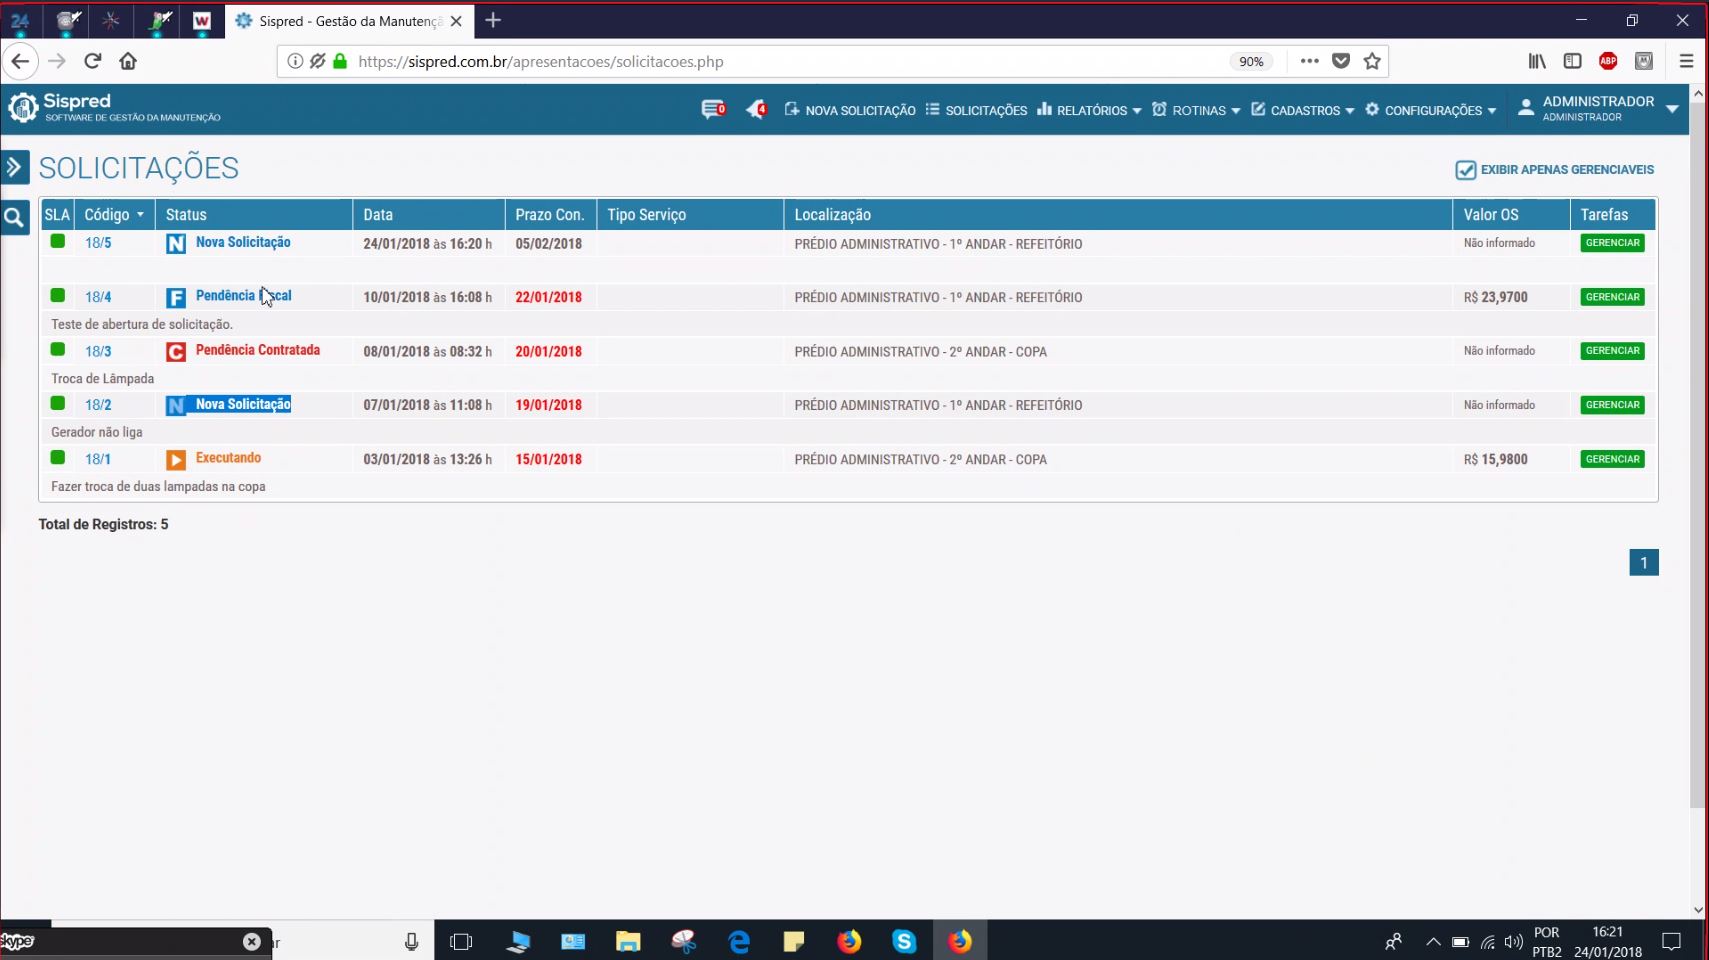 24
W
Sispred - Gestão da Manutenç
https://sispred.com.br/apresentacoes/solicitacoes.php
90%
ABP
Sispred
SOFTWARE DE GESTÃO DA MANUTENÇÃO
0
4
NOVA SOLICITAÇÃO
SOLICITAÇÕES
RELATÓRIOS
ROTINAS
CADASTROS
CONFIGURAÇÕES
ADMINISTRADOR
ADMINISTRADOR
SOLICITAÇÕES
EXIBIR APENAS GERENCIAVEIS
SLA Código Status Data Prazo Con. Tipo Serviço Localização Valor OS Tarefas
18/5 N Nova Solicitação 24/01/2018 às 16:20 h 05/02/2018 PRÉDIO ADMINISTRATIVO - 1º ANDAR - REFEITÓRIO Não informado GERENCIAR
18/4 F Pendência Fiscal 10/01/2018 às 16:08 h 22/01/2018 PRÉDIO ADMINISTRATIVO - 1º ANDAR - REFEITÓRIO R$ 23,9700 GERENCIAR
Teste de abertura de solicitação.
18/3 C Pendência Contratada 08/01/2018 às 08:32 h 20/01/2018 PRÉDIO ADMINISTRATIVO - 2º ANDAR - COPA Não informado GERENCIAR
Troca de Lâmpada
18/2 N Nova Solicitação 07/01/2018 às 11:08 h 19/01/2018 PRÉDIO ADMINISTRATIVO - 1º ANDAR - REFEITÓRIO Não informado GERENCIAR
Gerador não liga
18/1 Executando 03/01/2018 às 13:26 h 15/01/2018 PRÉDIO ADMINISTRATIVO - 2º ANDAR - COPA R$ 15,9800 GERENCIAR
Fazer troca de duas lampadas na copa
Total de Registros: 5
1
skype
ar
POR
PTB2
16:21
24/01/2018